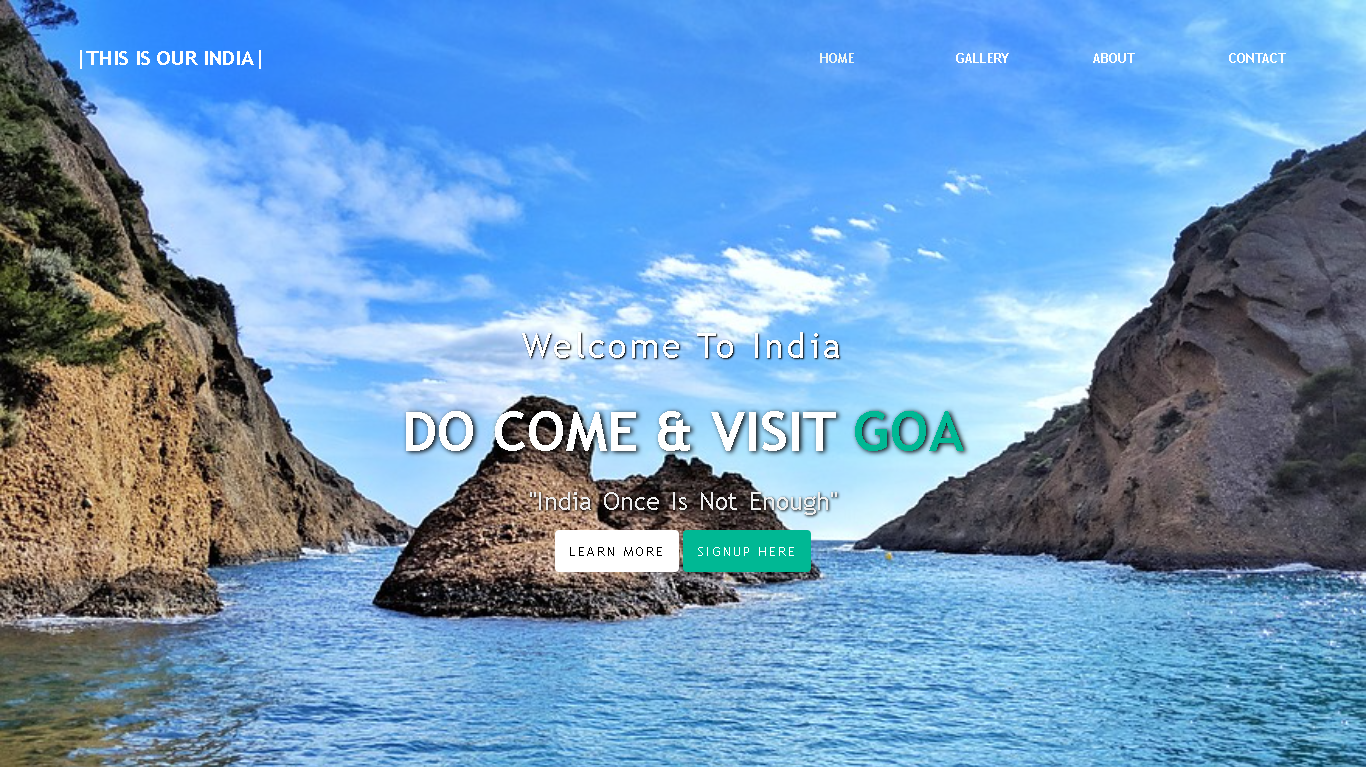 |THIS IS OUR INDIA|
HOME GALLERY ABOUT CONTACT
Welcome To India
DO COME & VISIT GOA
"India Once Is Not Enough"
LEARN MORE SIGNUP HERE